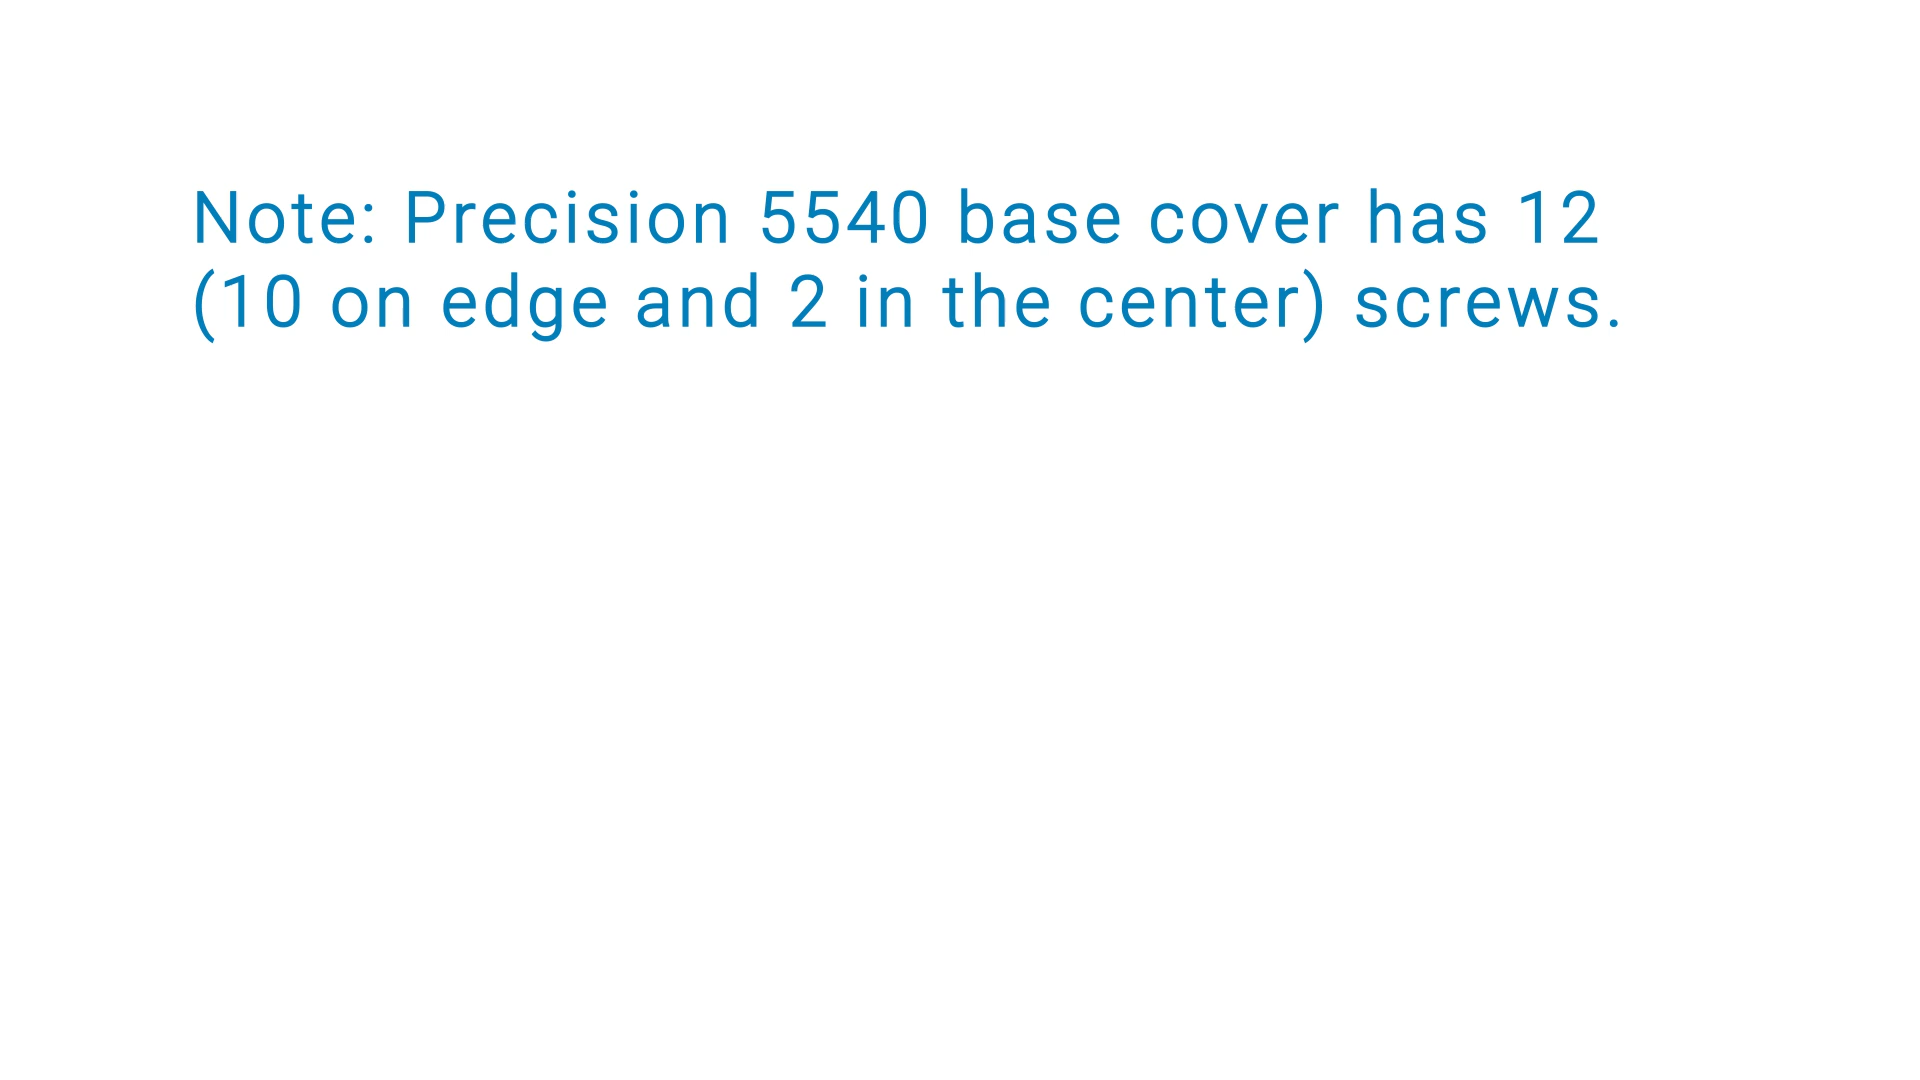 Note: Precision 5540 base cover has 12
(10 on edge and 2 in the center) screws.